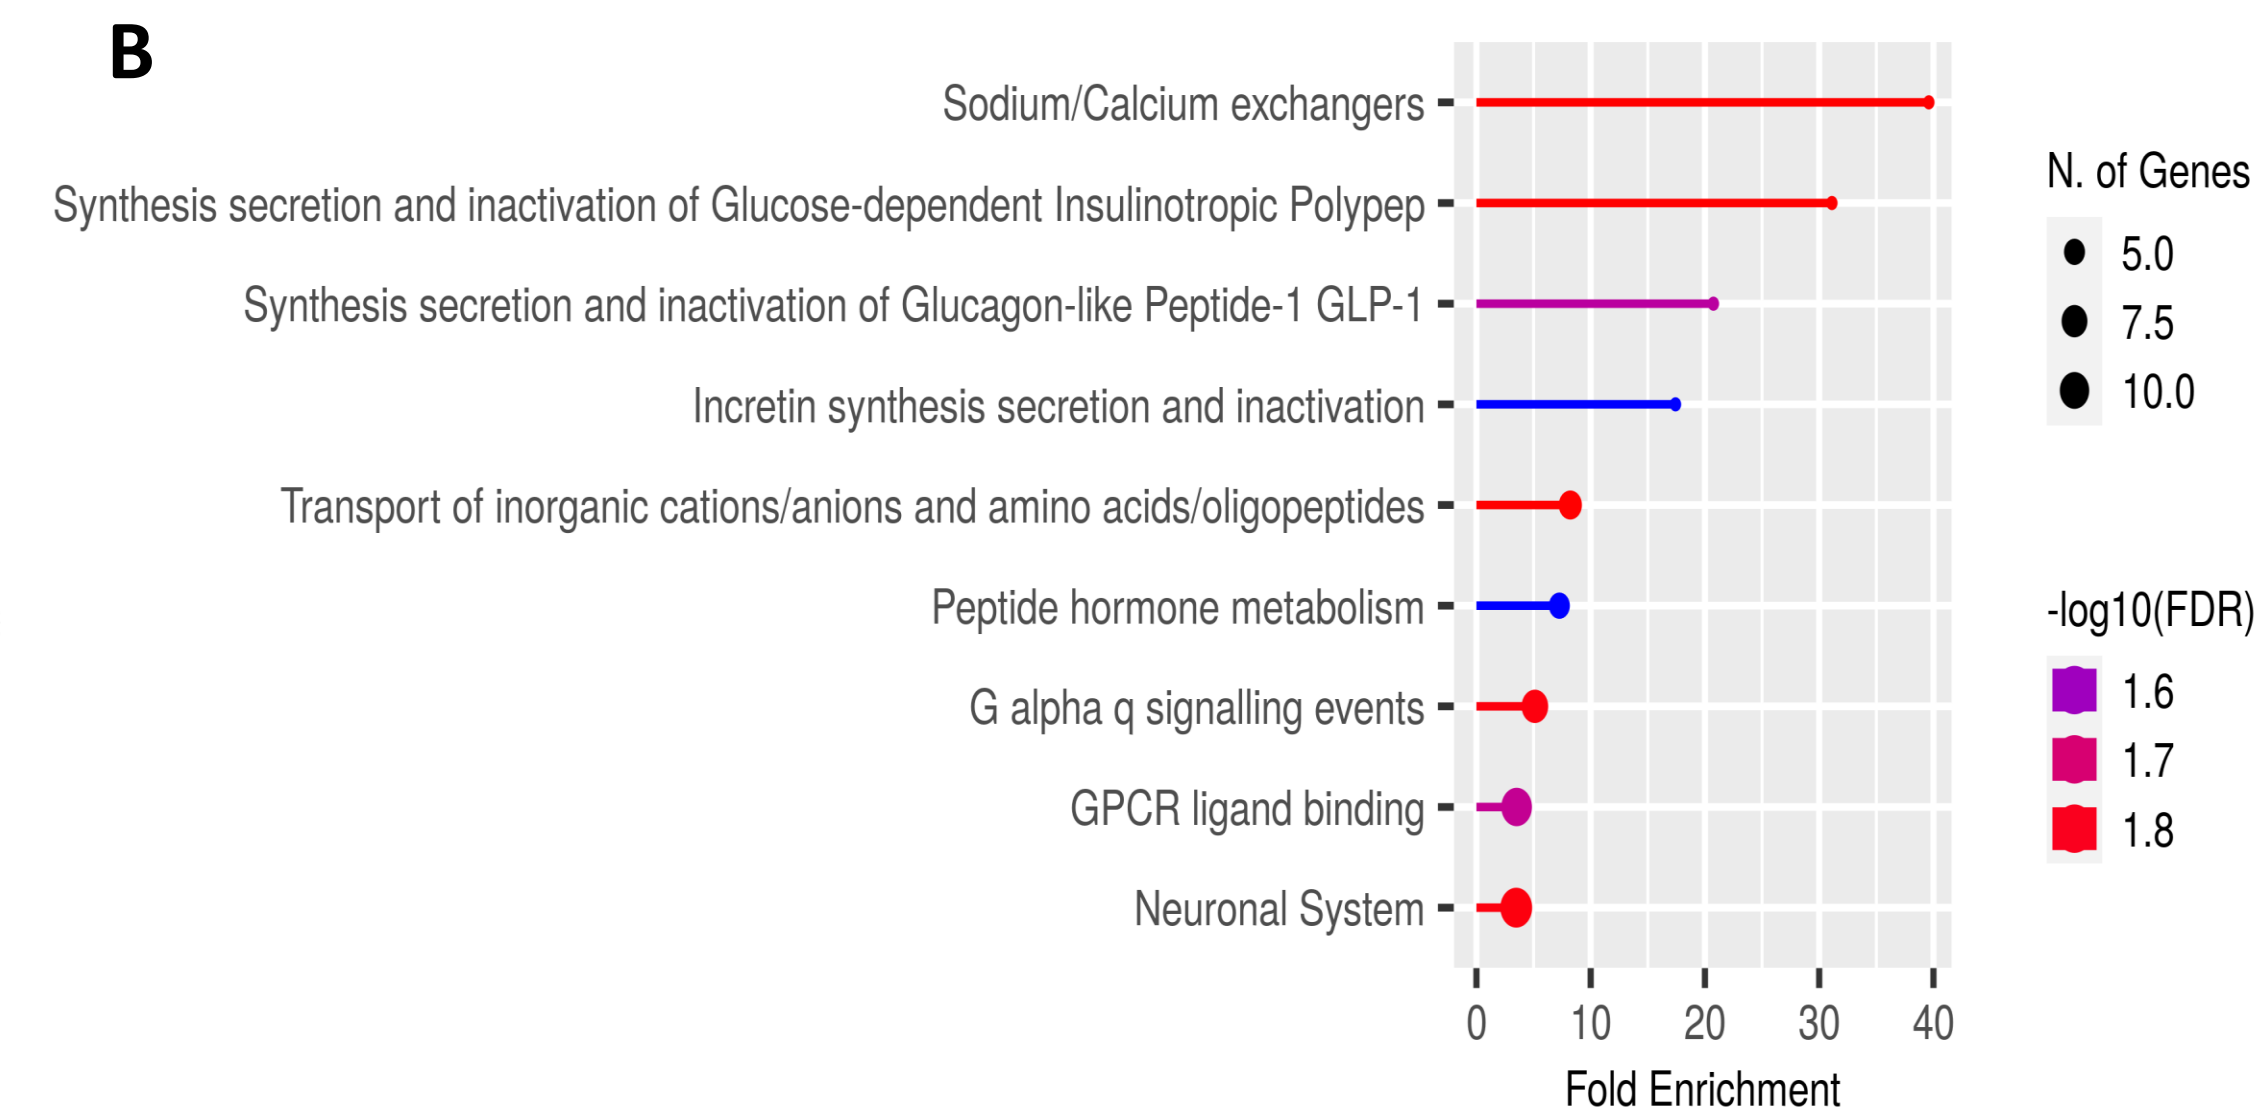 B
Sodium/Calcium exchangers
Synthesis secretion and inactivation of Glucose-dependent Insulinotropic Polypep
Synthesis secretion and inactivation of Glucagon-like Peptide-1 GLP-1
Incretin synthesis secretion and inactivation
Transport of inorganic cations/anions and amino acids/oligopeptides
Peptide hormone metabolism
G alpha q signalling events
GPCR ligand binding
Neuronal System
0 10 20 30 40
Fold Enrichment
N. of Genes
5.0
7.5
10.0
-log10(FDR)
1.6
1.7
1.8